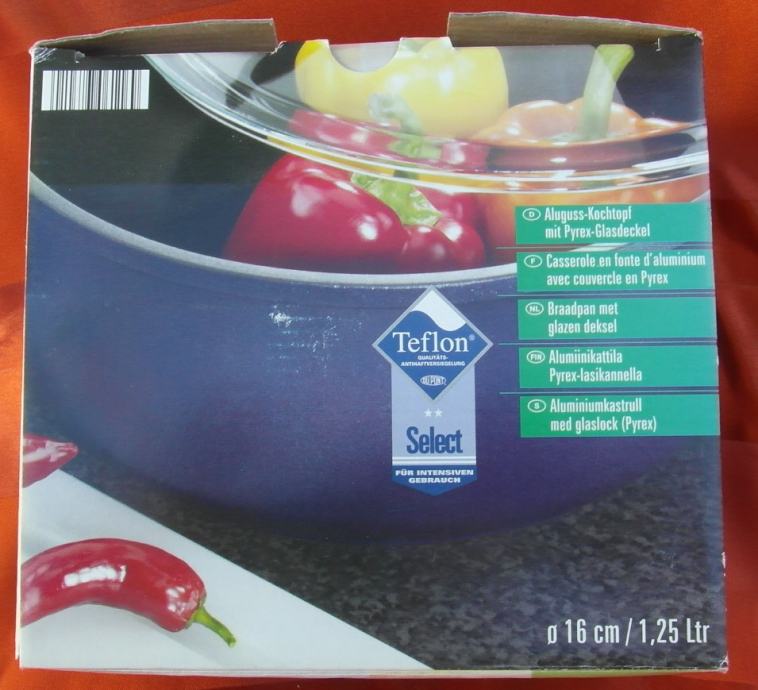 D Aluguss-Kochtopf
mit Pyrex-Glasdeckel
F Casserole en fonte d'aluminium
avec couvercle en Pyrex
NL Braadpan met
glazen deksel
FIN Alumiinikattila
Pyrex-lasikannella
S Aluminiumkastrull
med glaslock (Pyrex)
Teflon®
QUALITÄTS-
ANTIHAFTVERSIEGELUNG
DU PONT
★★
Select
FÜR INTENSIVEN
GEBRAUCH
ø 16 cm / 1,25 Ltr